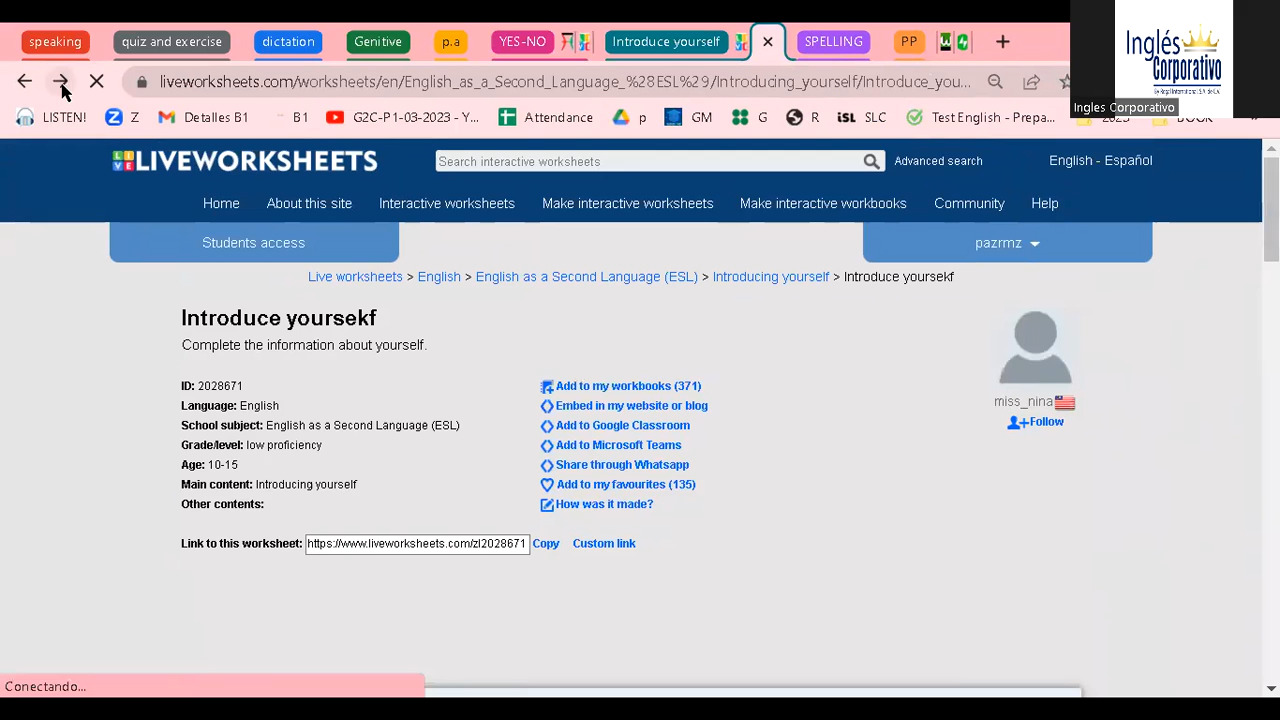 speaking quiz and exercise dictation Genitive p.a YES-NO Introduce yourself SPELLING PP
liveworksheets.com/worksheets/en/English_as_a_Second_Language_%28ESL%29/Introducing_yourself/Introduce_you...
Inglés
Corporativo
by Regal International S.A. de C.V.
Ingles Corporativo
LISTEN! Z Detalles B1 B1 G2C-P1-03-2023 - Y... Attendance p GM G R iSL SLC Test English - Prepa... 2023 BOOK
LIVEWORKSHEETS Search interactive worksheets Advanced search English - Español
Home About this site Interactive worksheets Make interactive worksheets Make interactive workbooks Community Help
Students access pazrmz
Live worksheets > English > English as a Second Language (ESL) > Introducing yourself > Introduce yoursekf
Introduce yoursekf
Complete the information about yourself.
ID: 2028671
Language: English
School subject: English as a Second Language (ESL)
Grade/level: low proficiency
Age: 10-15
Main content: Introducing yourself
Other contents:
Add to my workbooks (371)
Embed in my website or blog
Add to Google Classroom
Add to Microsoft Teams
Share through Whatsapp
Add to my favourites (135)
How was it made?
miss_nina
Follow
Link to this worksheet: https://www.liveworksheets.com/zl2028671 Copy Custom link
Conectando...